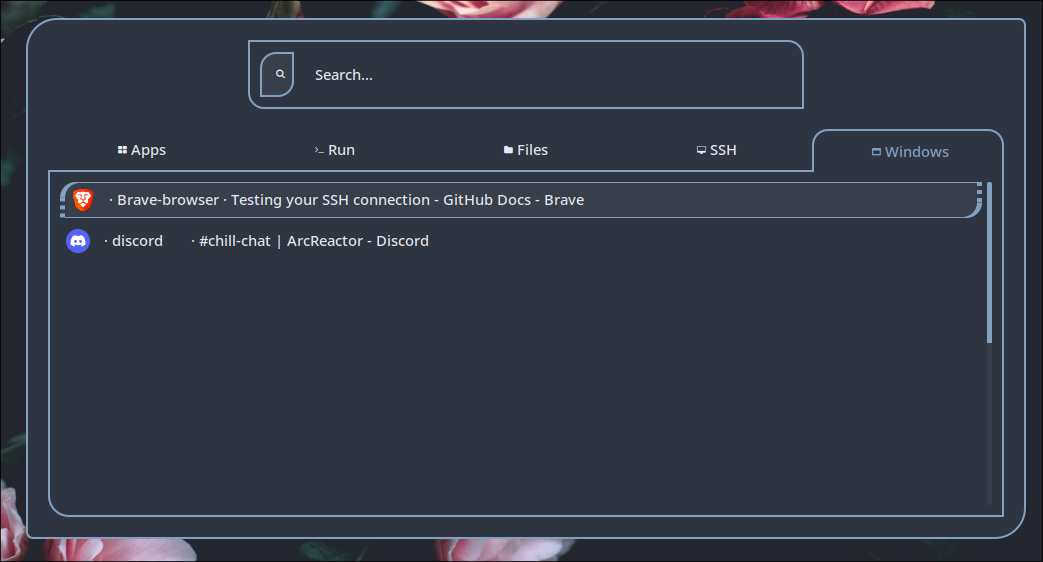 Search...
Apps Run Files SSH Windows
· Brave-browser · Testing your SSH connection - GitHub Docs - Brave
· discord · #chill-chat | ArcReactor - Discord